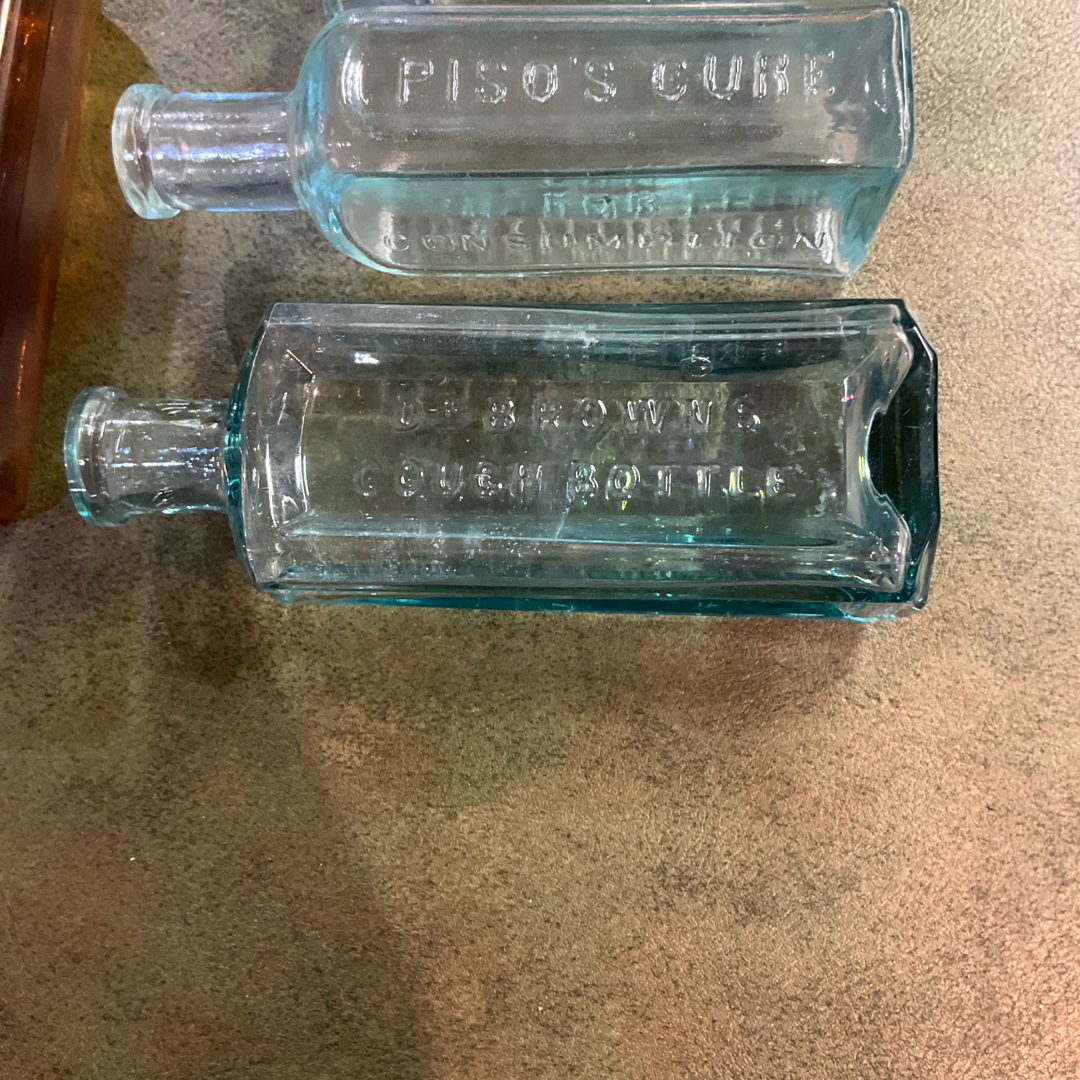 PISO'S CURE
FOR
CONSUMPTION
Dr BROWN'S
COUGH BOTTLE